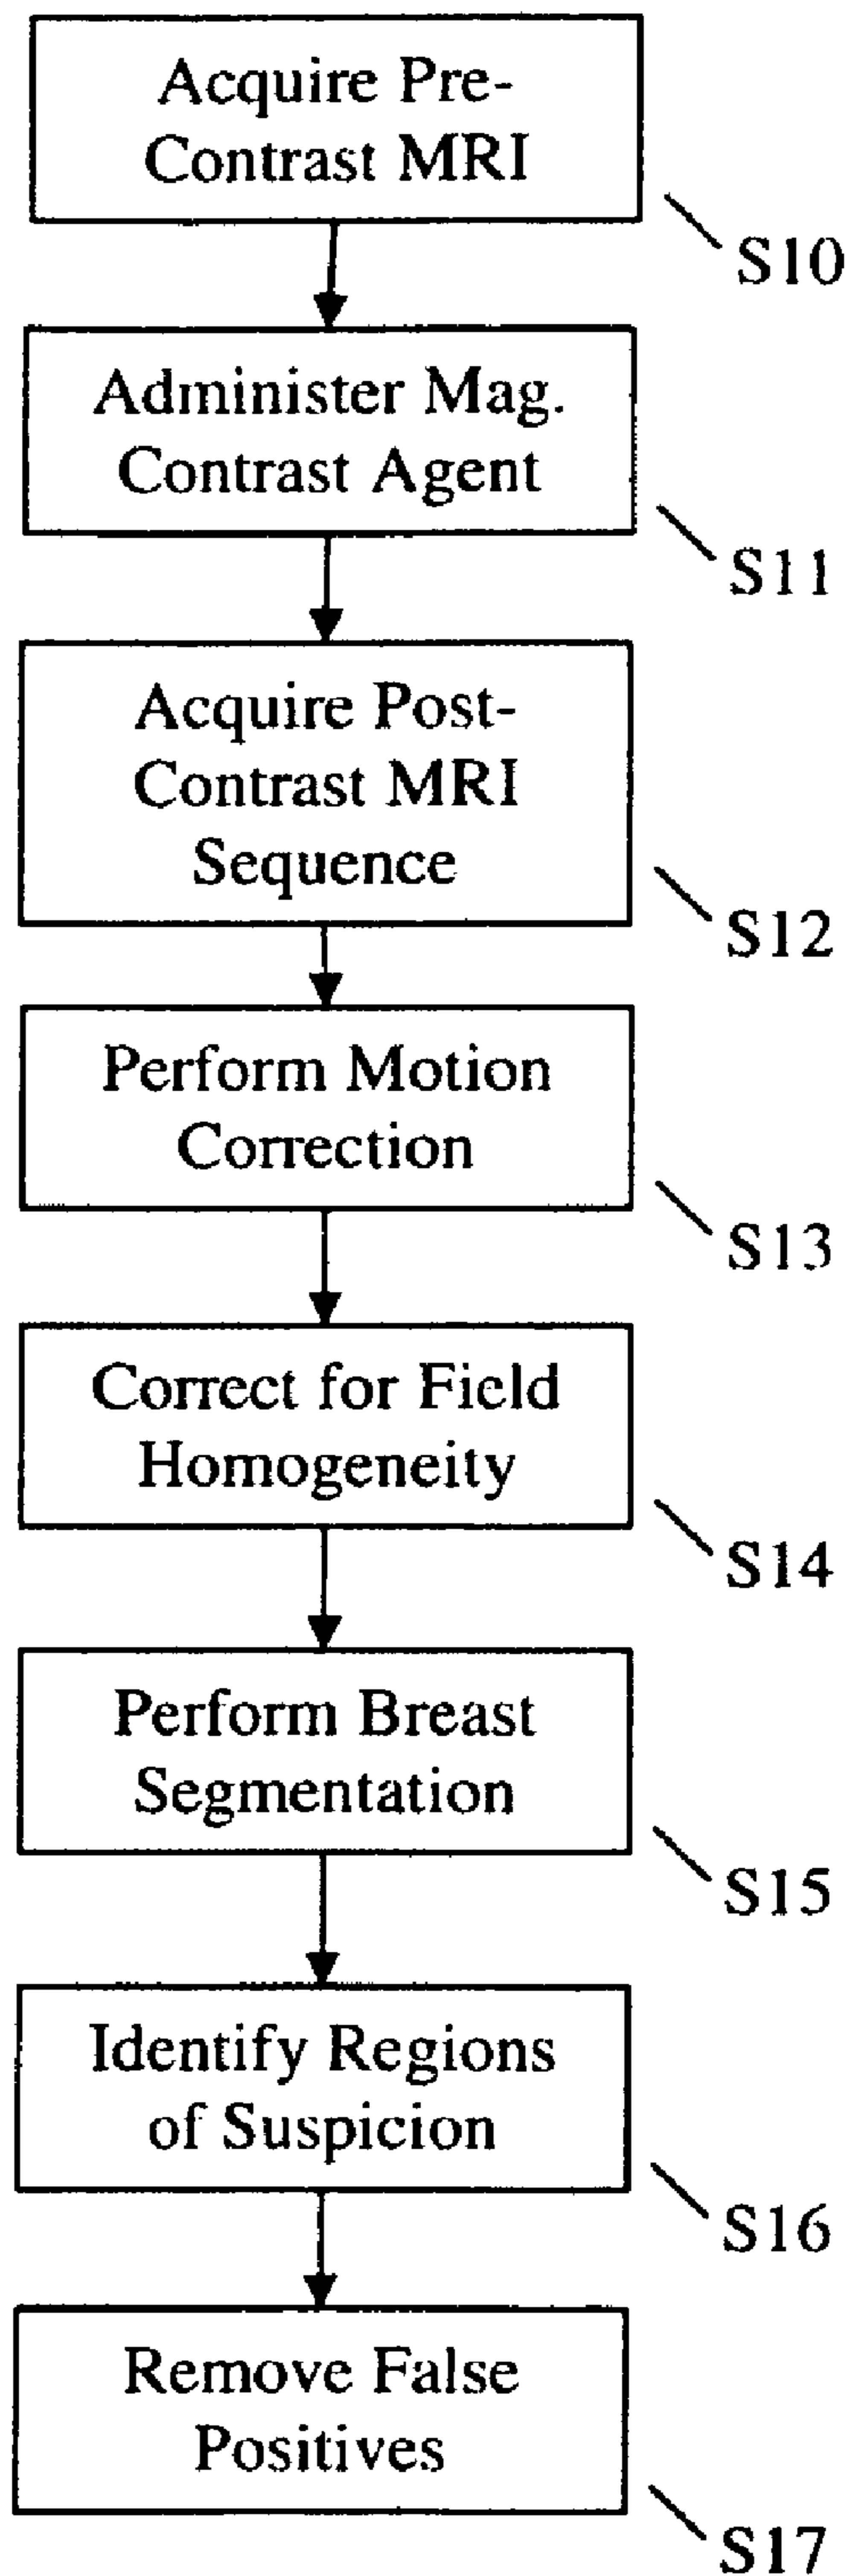 Acquire Pre-
Contrast MRI
S10
Administer Mag.
Contrast Agent
S11
Acquire Post-
Contrast MRI
Sequence
S12
Perform Motion
Correction
S13
Correct for Field
Homogeneity
S14
Perform Breast
Segmentation
S15
Identify Regions
of Suspicion
S16
Remove False
Positives
S17